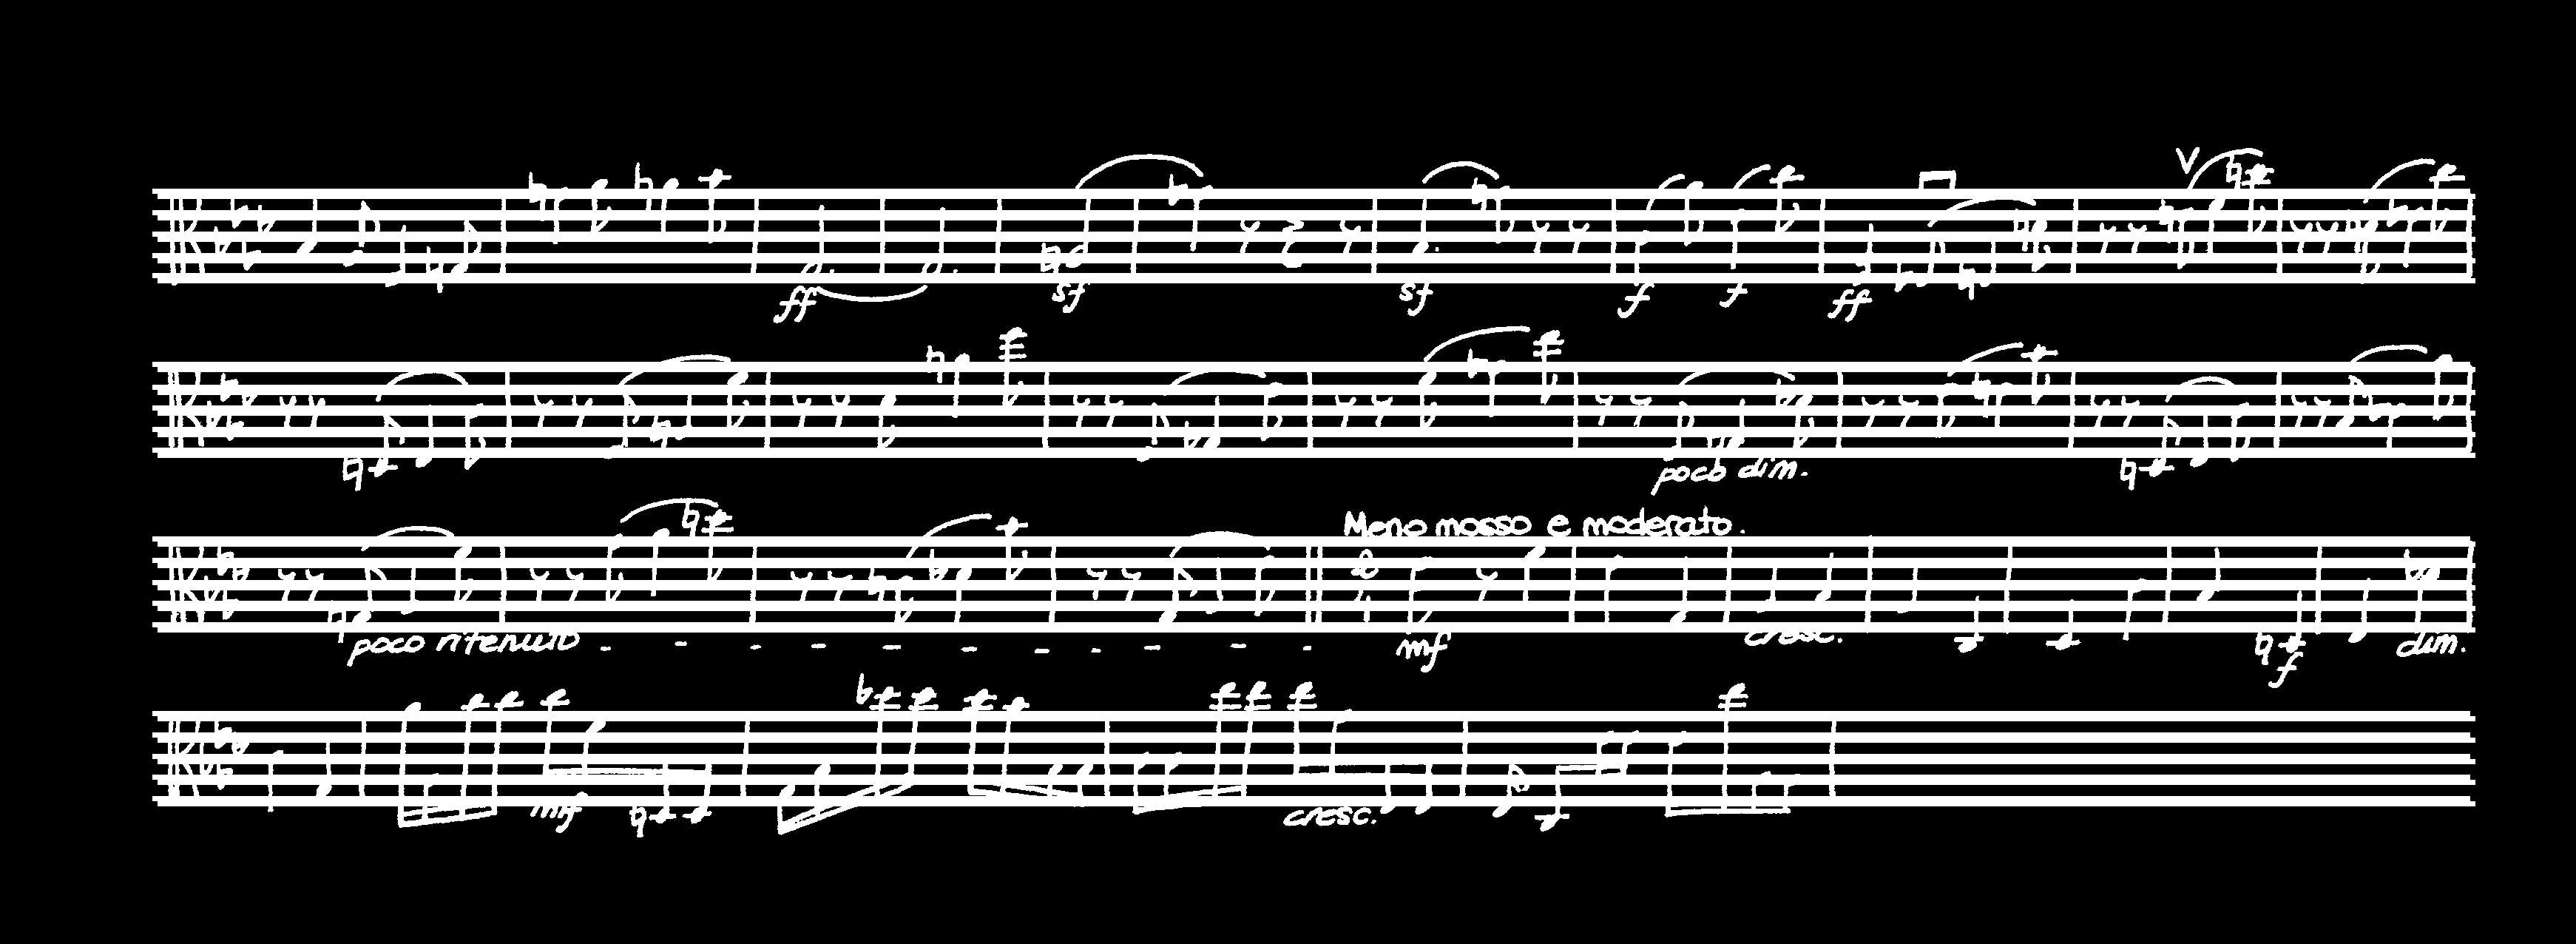 ff sf sf f f ff
poco dim.
Meno mosso e moderato.
poco ritenuto mf cresc. f dim.
mf cresc.